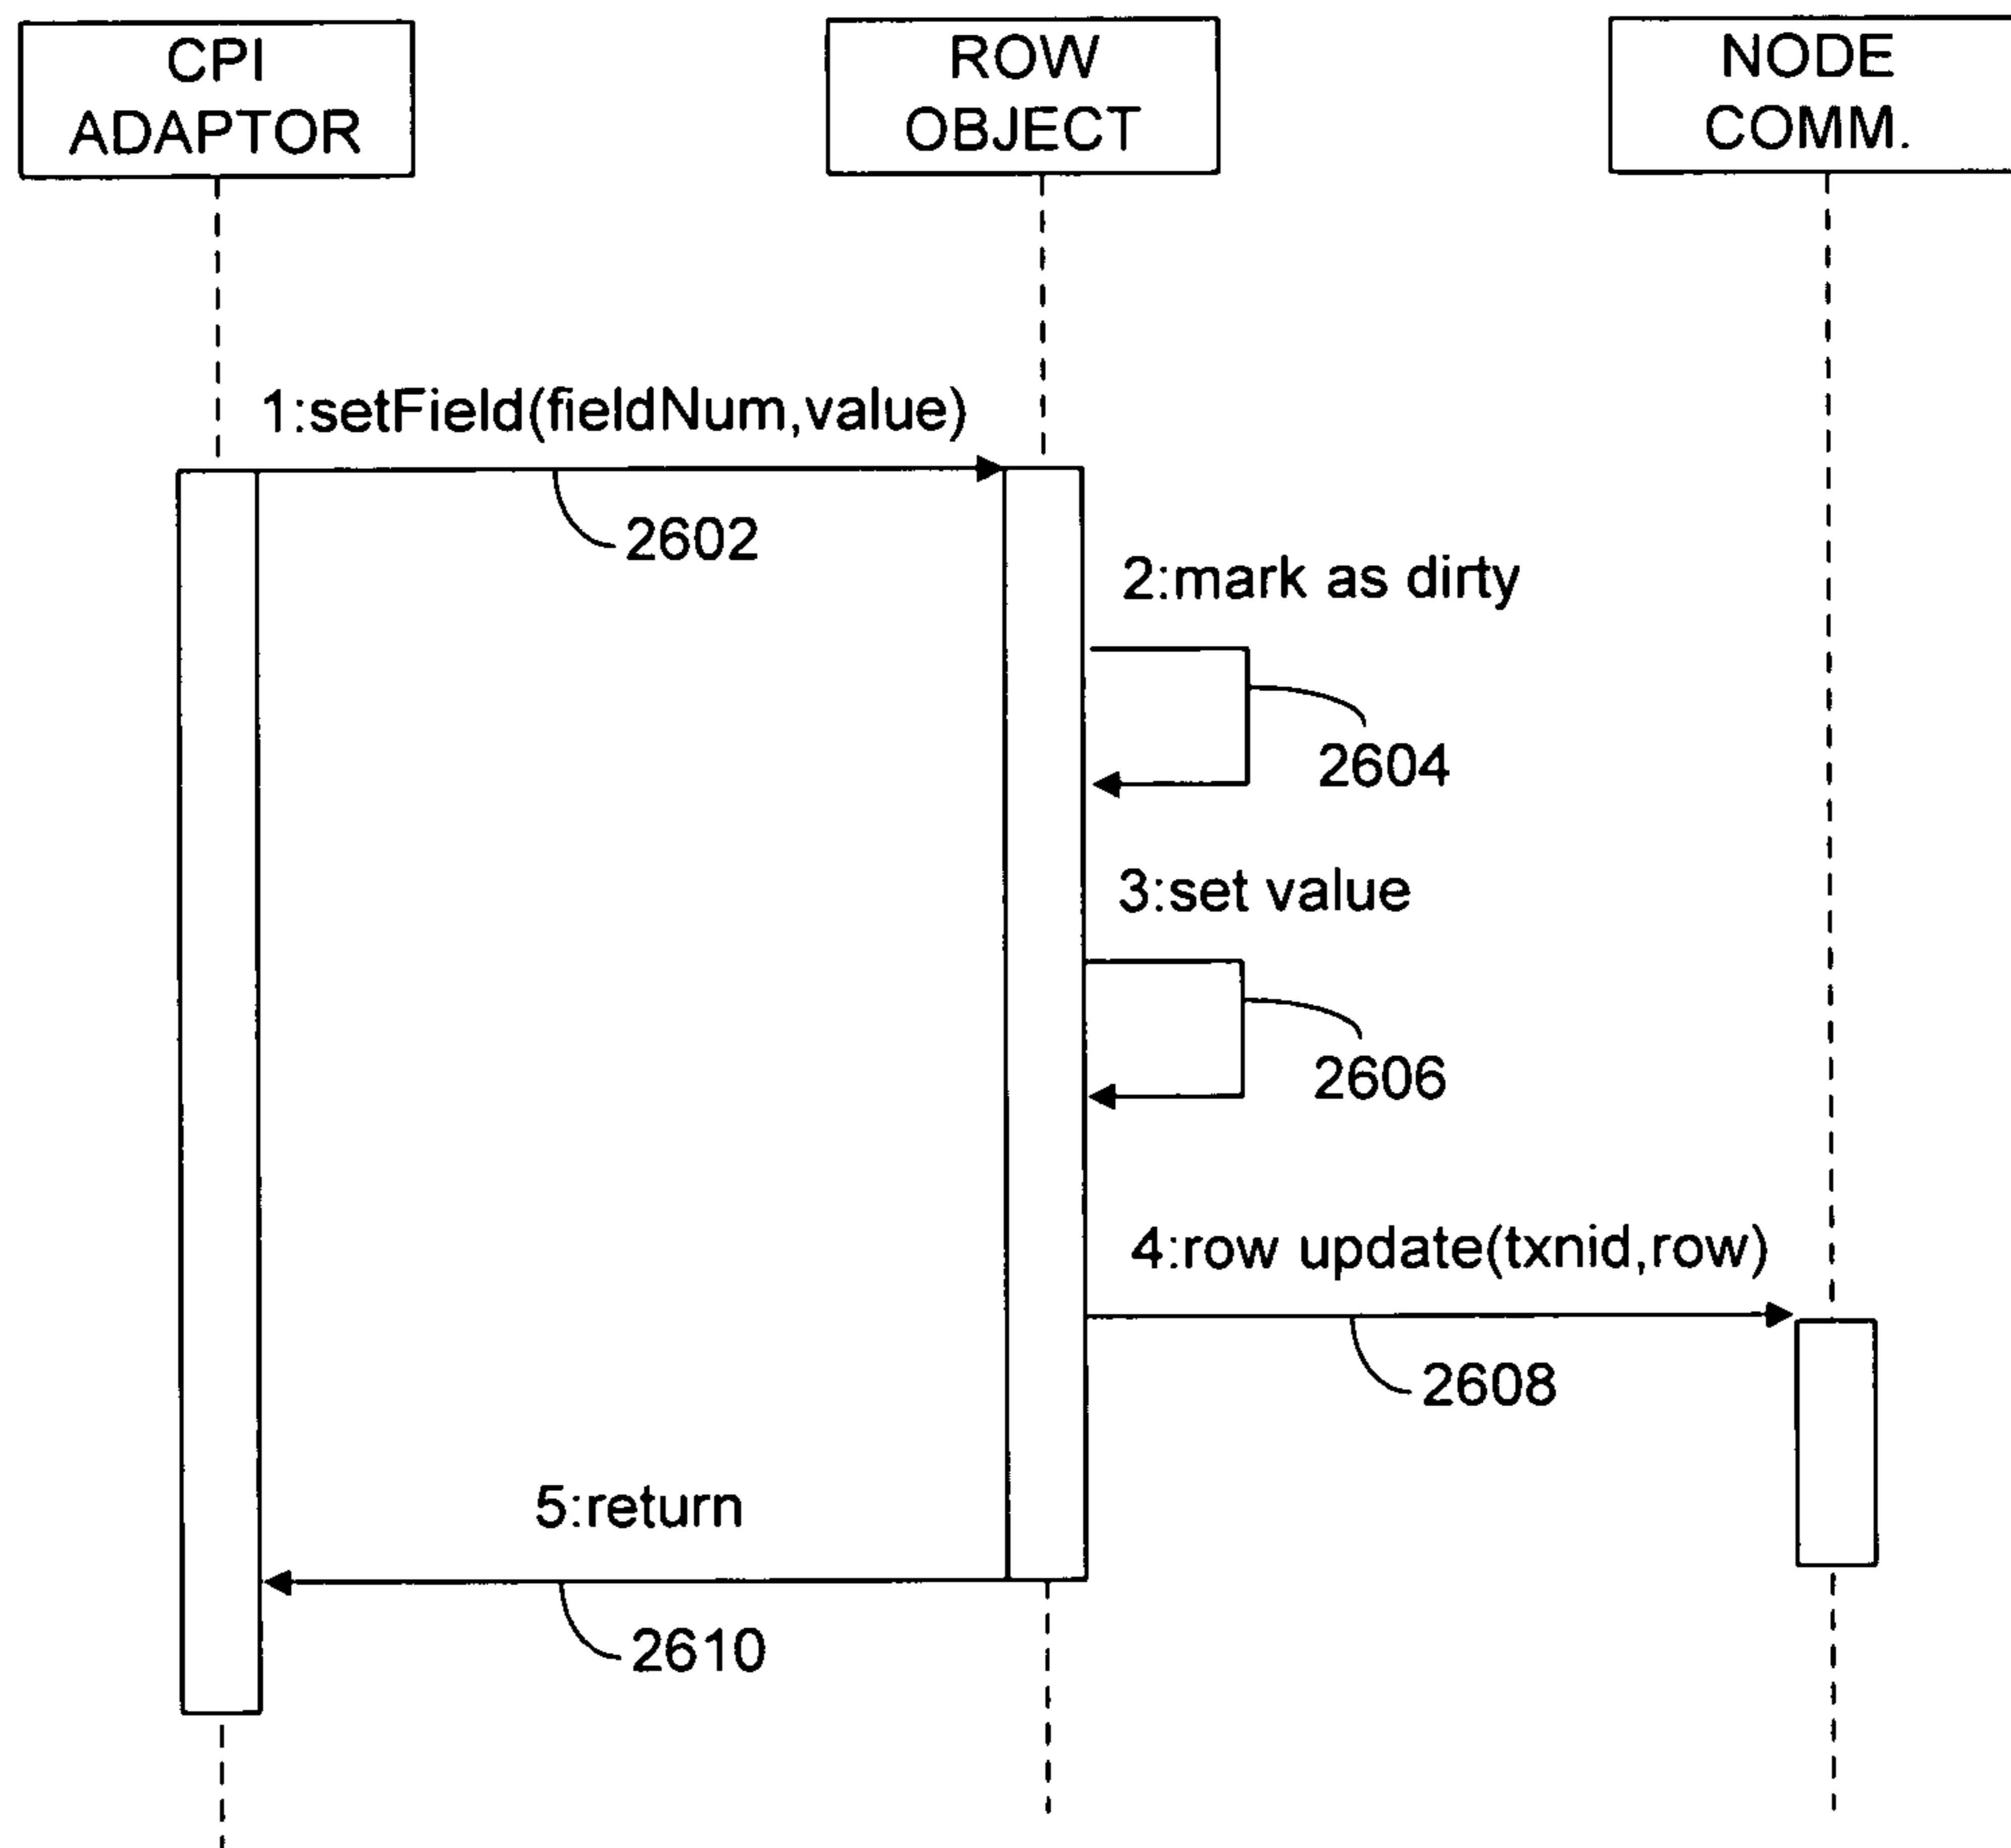 CPI
ADAPTOR
ROW
OBJECT
NODE
COMM.
1:setField(fieldNum,value)
2602
2:mark as dirty
2604
3:set value
2606
4:row update(txnid,row)
2608
5:return
2610